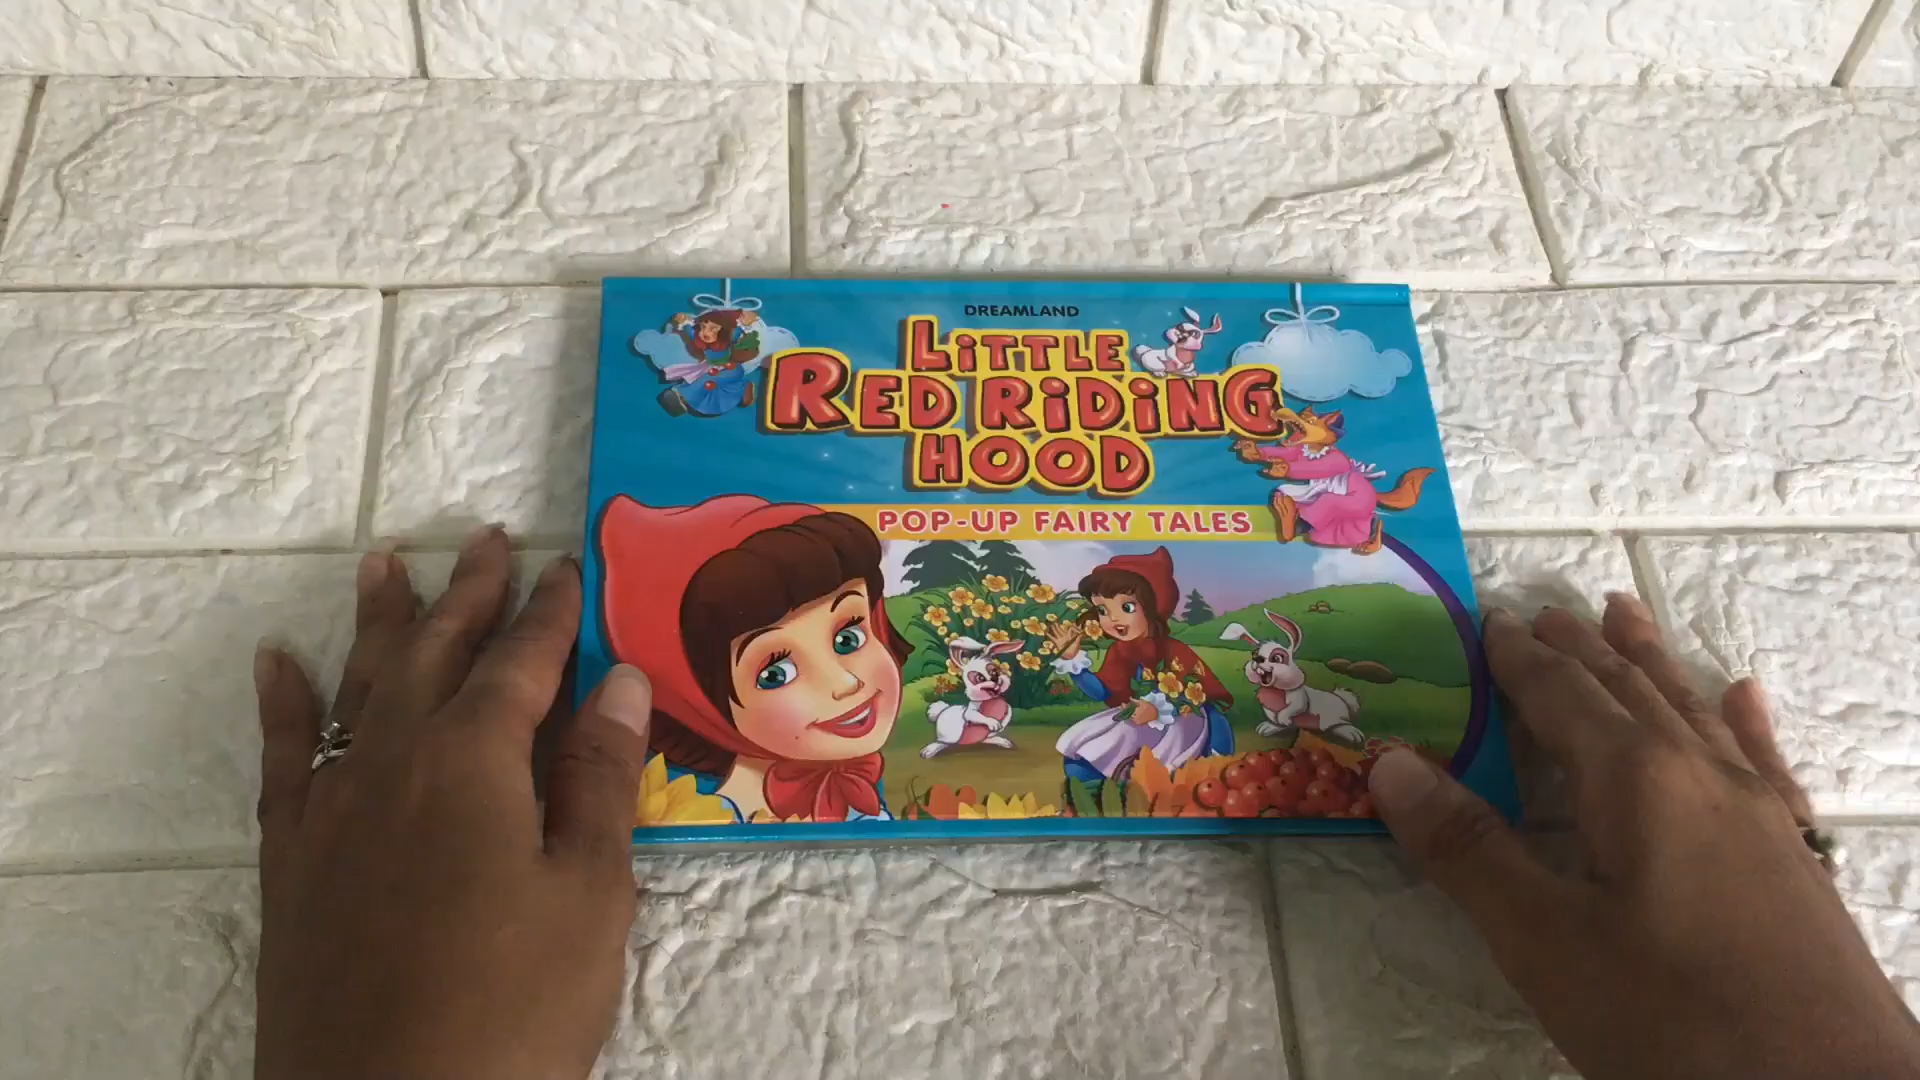 DREAMLAND
LiTTLE
RED RiDiNG
HOOD
POP-UP FAIRY TALES